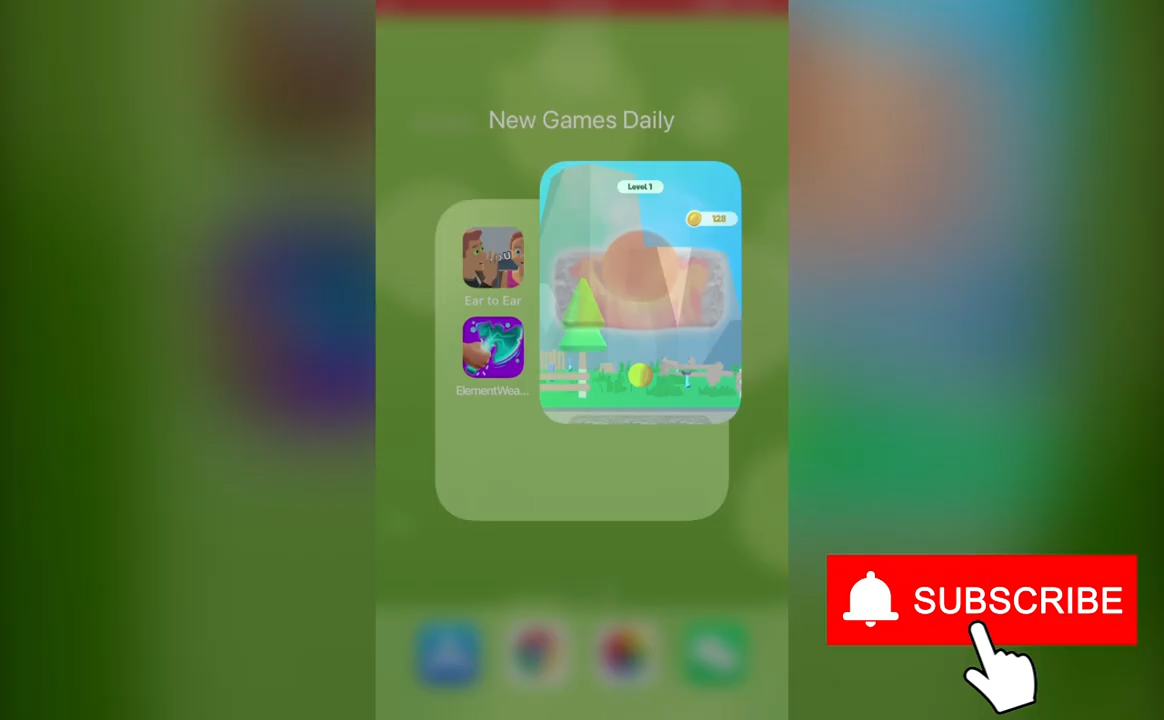 New Games Daily
Level 1
128
Ear to Ear
ElementWea...
SUBSCRIBE